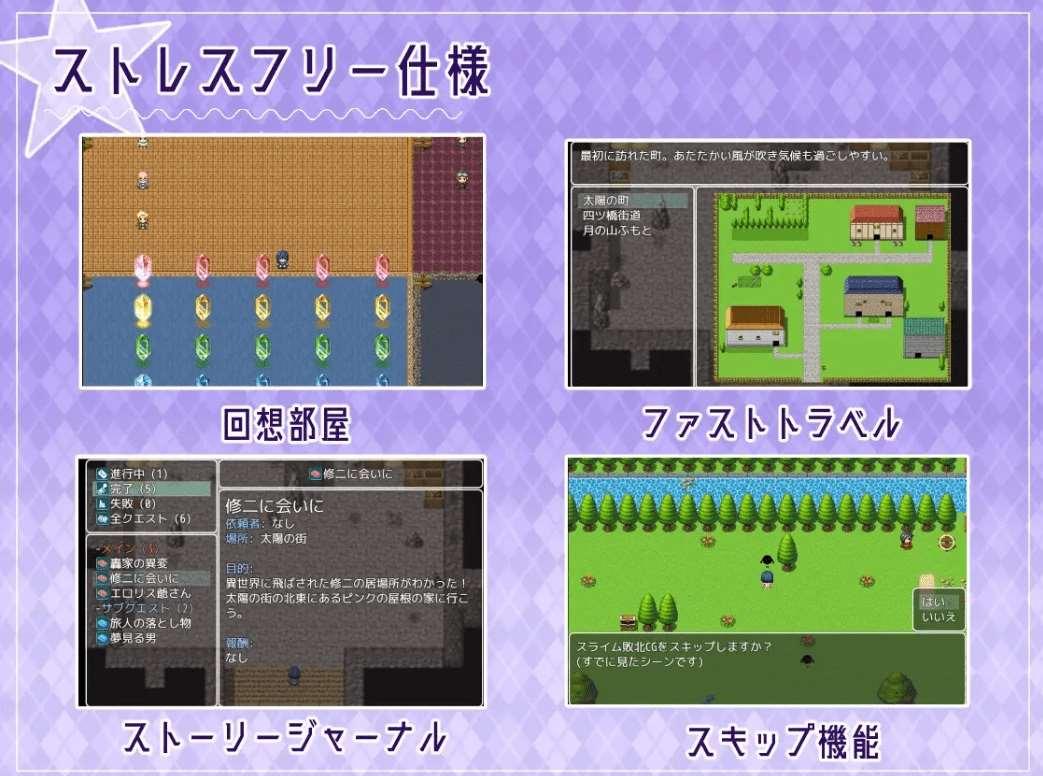 ストレスフリー仕様
最初に訪れた町。あたたかい風が吹き気候も過ごしやすい。
太陽の町
四ツ橋街道
月の山ふもと
回想部屋
ファストトラベル
進行中 (1)
完了 (5)
失敗 (0)
全クエスト (6)
-メイン (3)
轟家の異変
修二に会いに
エロリス爺さん
-サブクエスト (2)
旅人の落とし物
夢見る男
修二に会いに
修二に会いに
依頼者: なし
場所: 太陽の街
目的:
異世界に飛ばされた修二の居場所がわかった!
太陽の街の北東にあるピンクの屋根の家に行こ
う。
報酬:
なし
はい
いいえ
スライム敗北CGをスキップしますか?
(すでに見たシーンです)
ストーリージャーナル
スキップ機能